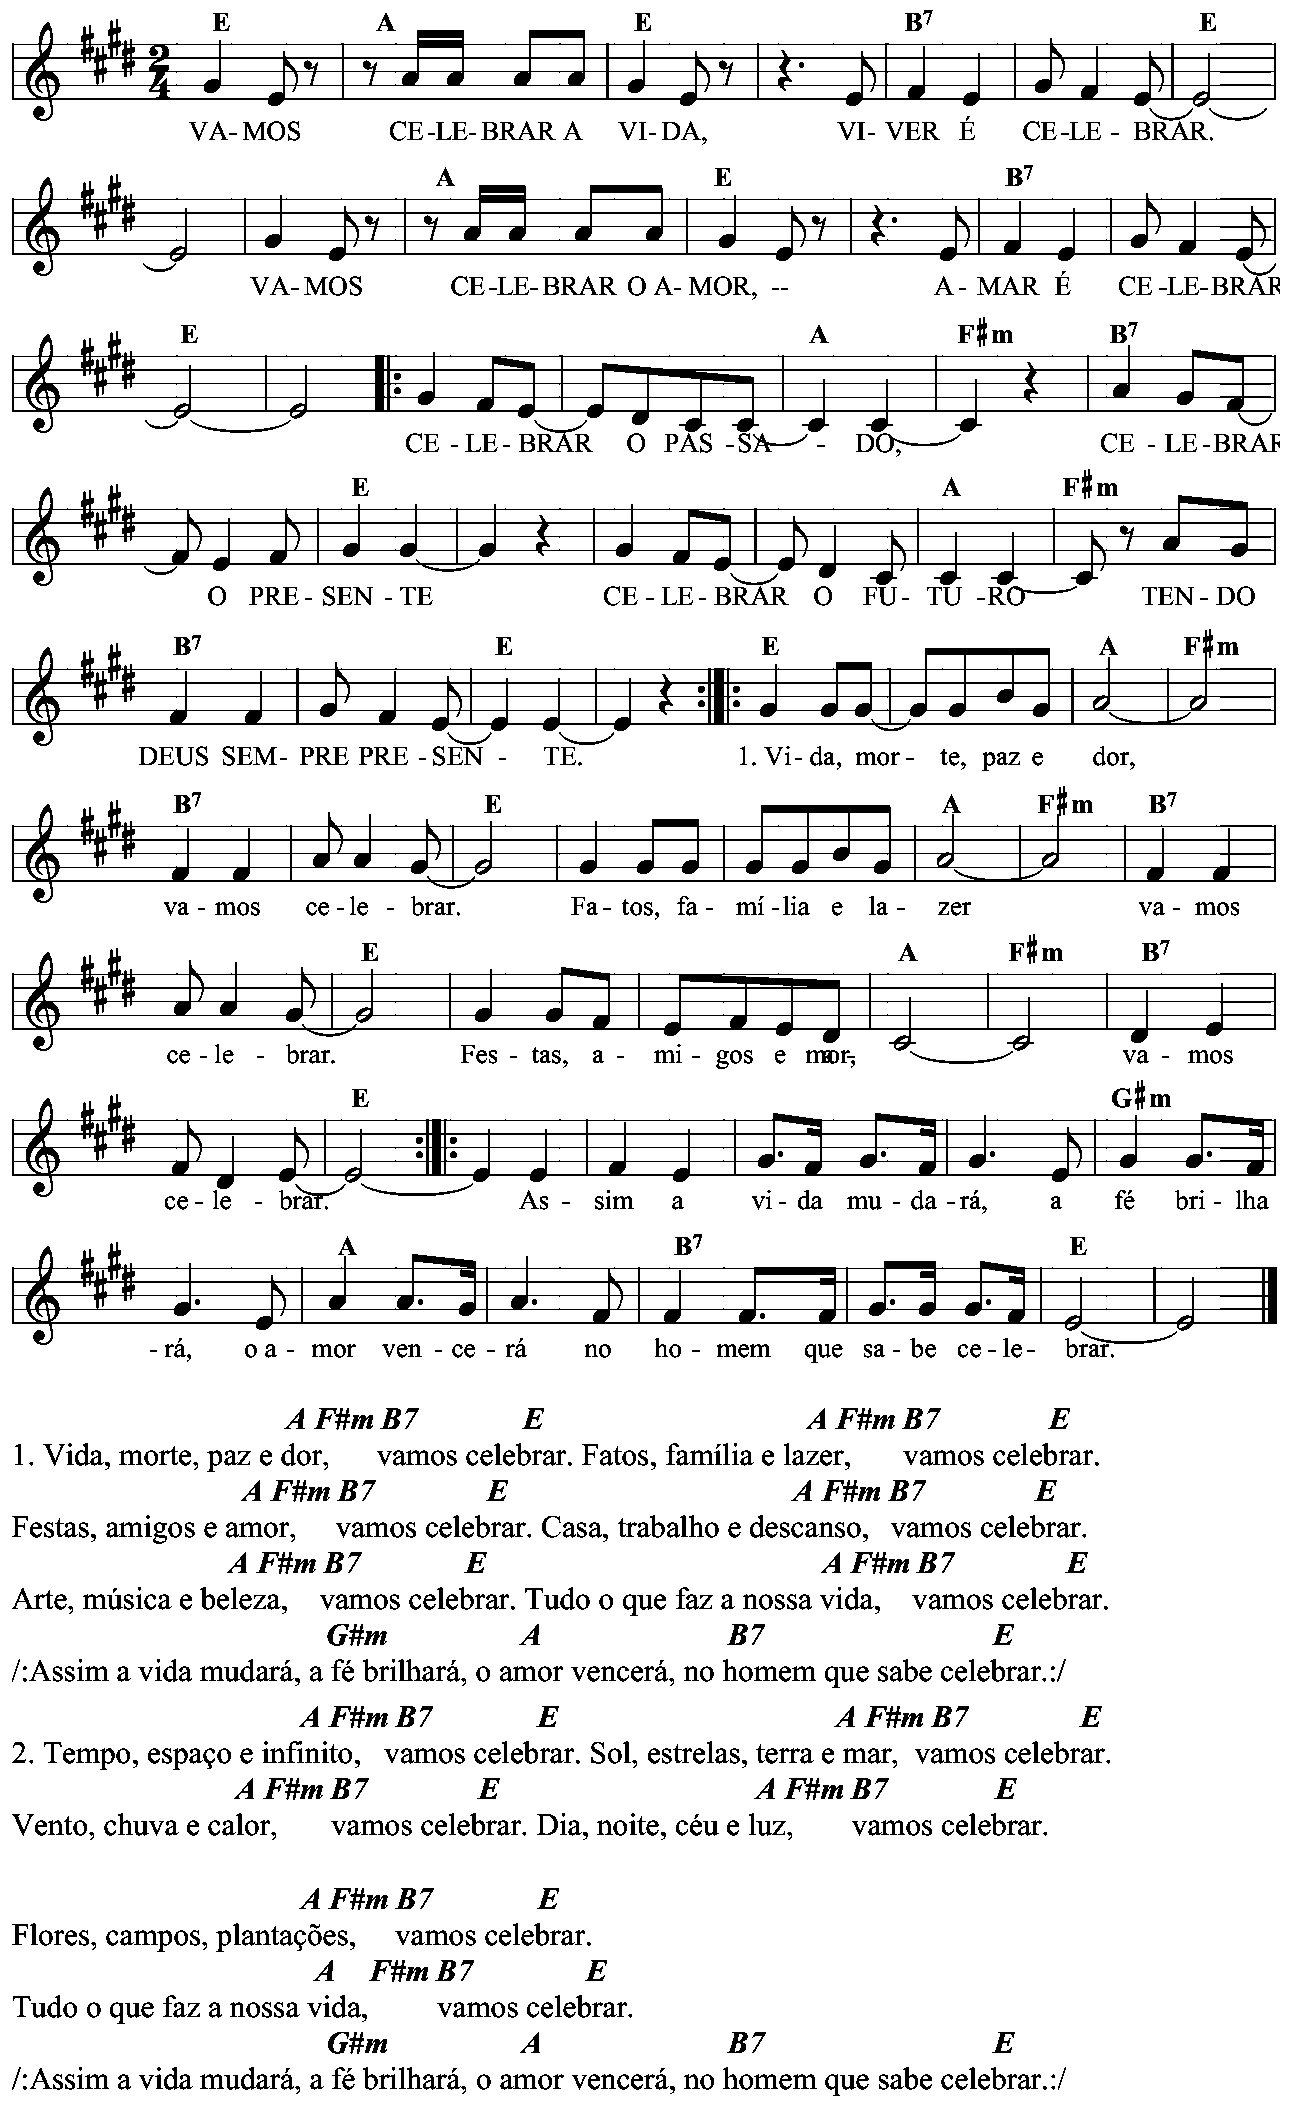 E A E B7 E
2/4
VA-MOS CE-LE-BRAR A VI-DA, VI-VER É CE-LE-BRAR.
A E B7
VA-MOS CE-LE-BRAR O A-MOR, -- A-MAR É CE-LE-BRAR
E A F#m B7
CE-LE-BRAR O PAS-SA-DO, CE-LE-BRAR
E A F#m
O PRE-SEN-TE CE-LE-BRAR O FU-TU-RO TEN-DO
B7 E E A F#m
DEUS SEM-PRE PRE-SEN-TE. 1. Vi-da, mor-te, paz e dor,
B7 E A F#m B7
va-mos ce-le-brar. Fa-tos, fa-mí-lia e la-zer va-mos
E A F#m B7
ce-le-brar. Fes-tas, a-mi-gos e mor, va-mos
E G#m
ce-le-brar. As-sim a vi-da mu-da-rá, a fé bri-lha
A B7 E
-rá, o a-mor ven-ce-rá no ho-mem que sa-be ce-le-brar.
A F#m B7 E A F#m B7 E
1. Vida, morte, paz e dor, vamos celebrar. Fatos, família e lazer, vamos celebrar.
A F#m B7 E A F#m B7 E
Festas, amigos e amor, vamos celebrar. Casa, trabalho e descanso, vamos celebrar.
A F#m B7 E A F#m B7 E
Arte, música e beleza, vamos celebrar. Tudo o que faz a nossa vida, vamos celebrar.
G#m A B7 E
/:Assim a vida mudará, a fé brilhará, o amor vencerá, no homem que sabe celebrar.:/
A F#m B7 E A F#m B7 E
2. Tempo, espaço e infinito, vamos celebrar. Sol, estrelas, terra e mar, vamos celebrar.
A F#m B7 E A F#m B7 E
Vento, chuva e calor, vamos celebrar. Dia, noite, céu e luz, vamos celebrar.
A F#m B7 E
Flores, campos, plantações, vamos celebrar.
A F#m B7 E
Tudo o que faz a nossa vida, vamos celebrar.
G#m A B7 E
/:Assim a vida mudará, a fé brilhará, o amor vencerá, no homem que sabe celebrar.:/